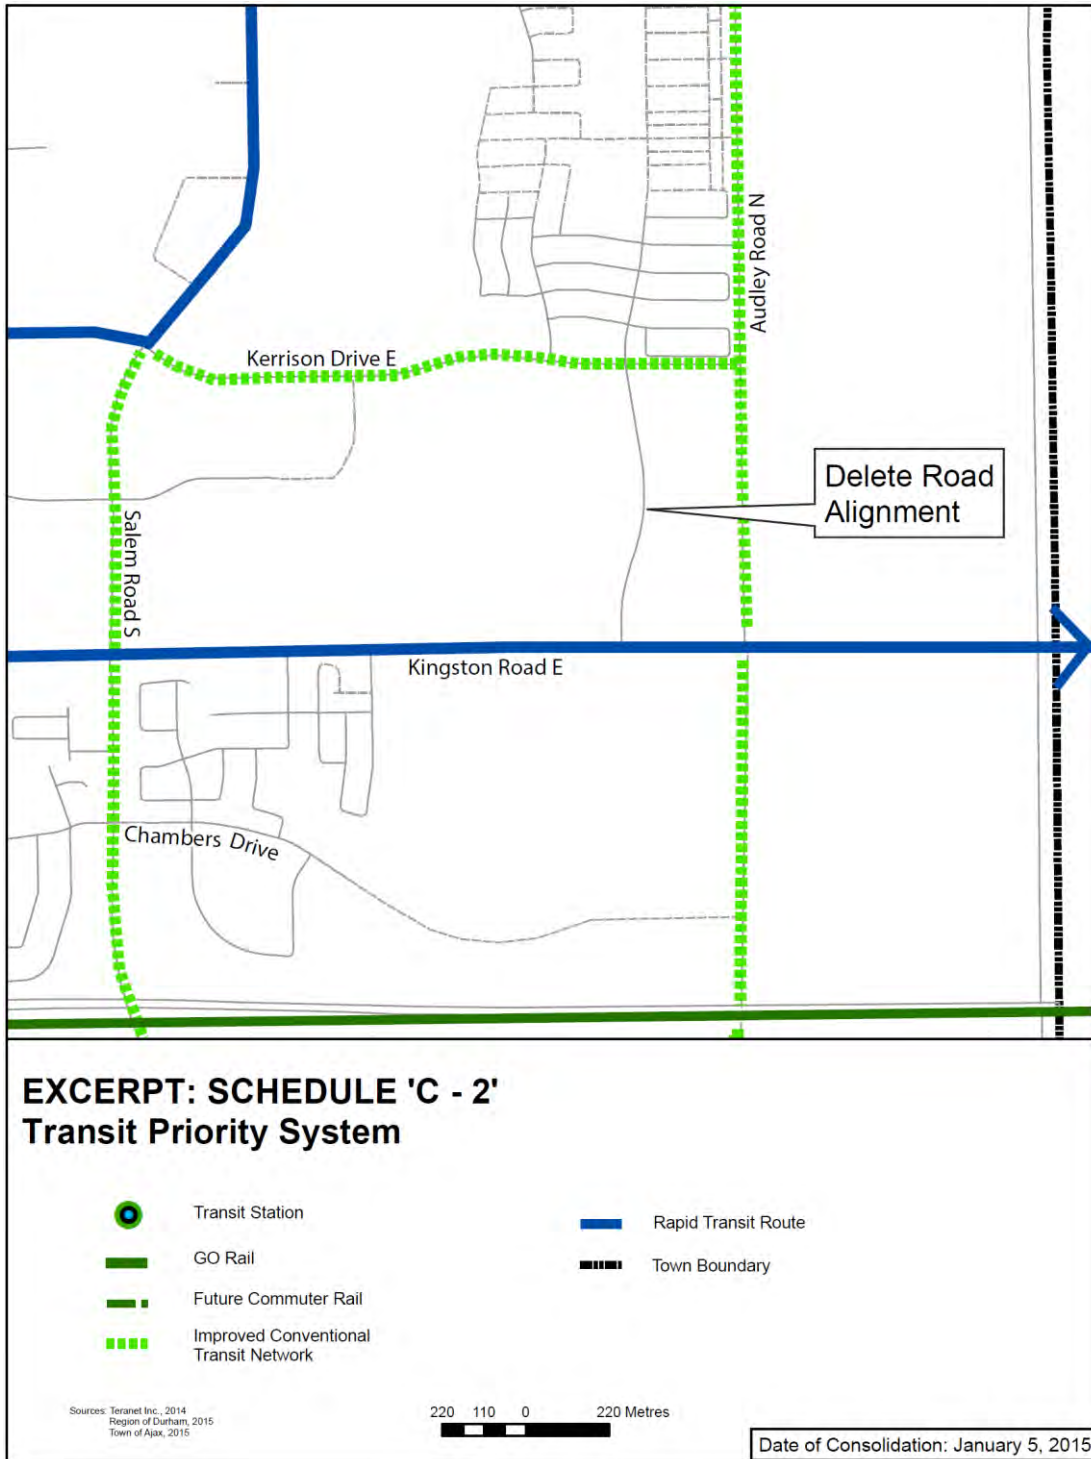 Audley Road N
Kerrison Drive E
Delete Road
Alignment
Salem Road S
Kingston Road E
Chambers Drive
EXCERPT: SCHEDULE 'C - 2'
Transit Priority System
Transit Station
GO Rail
Future Commuter Rail
Improved Conventional
Transit Network
Rapid Transit Route
Town Boundary
Sources: Teranet Inc., 2014
Region of Durham, 2015
Town of Ajax, 2015
220 110 0 220 Metres
Date of Consolidation: January 5, 2015